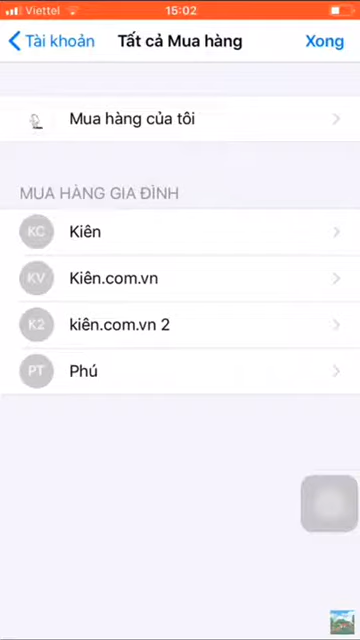 Viettel 15:02
Tài khoản Tất cả Mua hàng Xong
Mua hàng của tôi
MUA HÀNG GIA ĐÌNH
KC Kiên
KV Kiên.com.vn
K2 kiên.com.vn 2
PT Phú